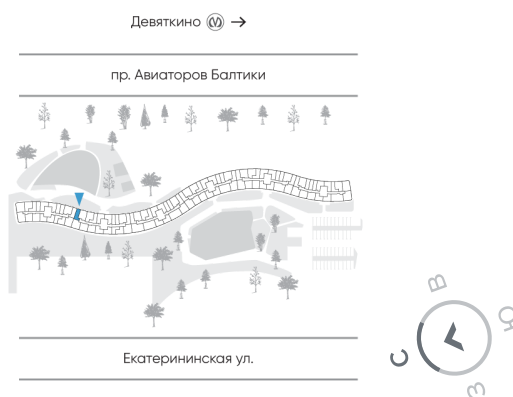 Девяткино М →
пр. Авиаторов Балтики
Екатерининская ул.
В
Ю
С
З